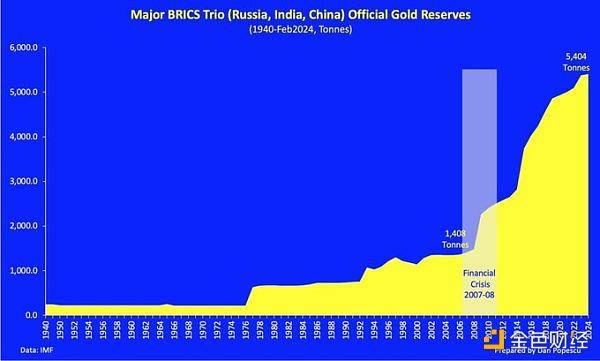 Major BRICS Trio (Russia, India, China) Official Gold Reserves
(1940-Feb2024, Tonnes)
6,000.0
5,000.0
4,000.0
3,000.0
2,000.0
1,000.0
0.0
5,404
Tonnes
1,408
Tonnes
Financial
Crisis
2007-08
1940 1950 1952 1954 1956 1958 1960 1962 1964 1966 1968 1970 1972 1974 1976 1978 1980 1982 1984 1986 1988 1990 1992 1994 1996 1998 2000 2002 2004 2006 2008 2010 2012 2014 2016 2018 2020 2022 2024
Data: IMF
Prepared by Dan Popescu
金色财经